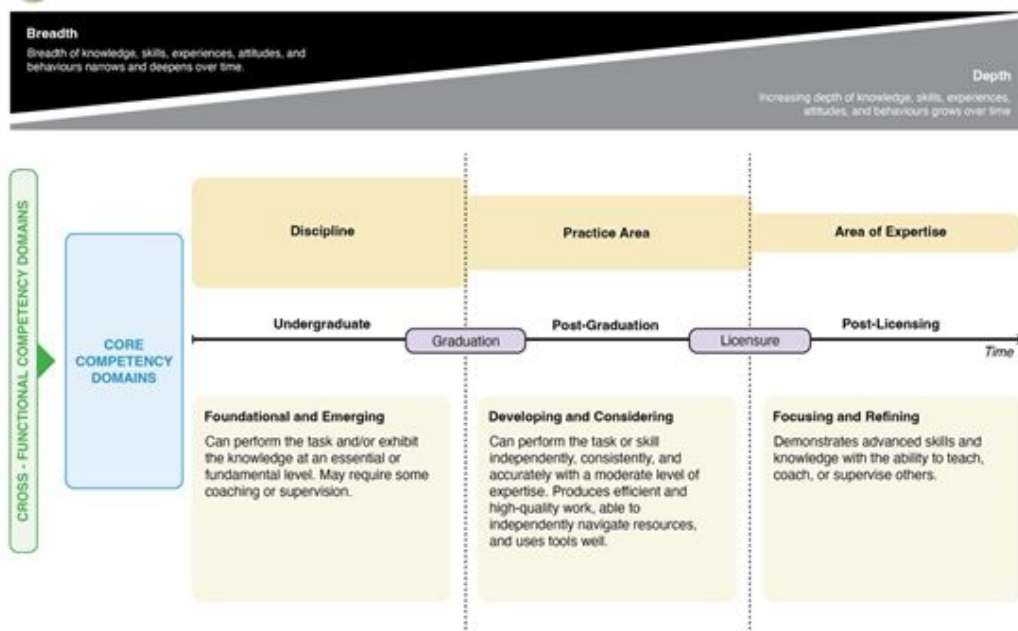 Breadth
Breadth of knowledge, skills, experiences, attitudes, and
behaviours narrows and deepens over time.
Depth
Increasing depth of knowledge, skills, experiences,
attitudes, and behaviours grows over time
CROSS - FUNCTIONAL COMPETENCY DOMAINS
CORE
COMPETENCY
DOMAINS
Discipline
Practice Area
Area of Expertise
Undergraduate
Graduation
Post-Graduation
Licensure
Post-Licensing
Time
Foundational and Emerging
Can perform the task and/or exhibit
the knowledge at an essential or
fundamental level. May require some
coaching or supervision.
Developing and Considering
Can perform the task or skill
independently, consistently, and
accurately with a moderate level of
expertise. Produces efficient and
high-quality work, able to
independently navigate resources,
and uses tools well.
Focusing and Refining
Demonstrates advanced skills and
knowledge with the ability to teach,
coach, or supervise others.